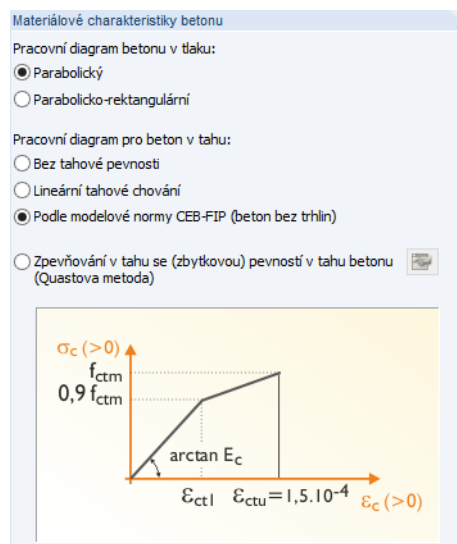 Materiálové charakteristiky betonu
Pracovní diagram betonu v tlaku:
Parabolický
Parabolicko-rektangulární
Pracovní diagram pro beton v tahu:
Bez tahové pevnosti
Lineární tahové chování
Podle modelové normy CEB-FIP (beton bez trhlin)
Zpevňování v tahu se (zbytkovou) pevností v tahu betonu
(Quastova metoda)
σc (>0)
fctm
0,9 fctm
arctan Ec
εct1 εctu=1,5.10-4 εc (>0)